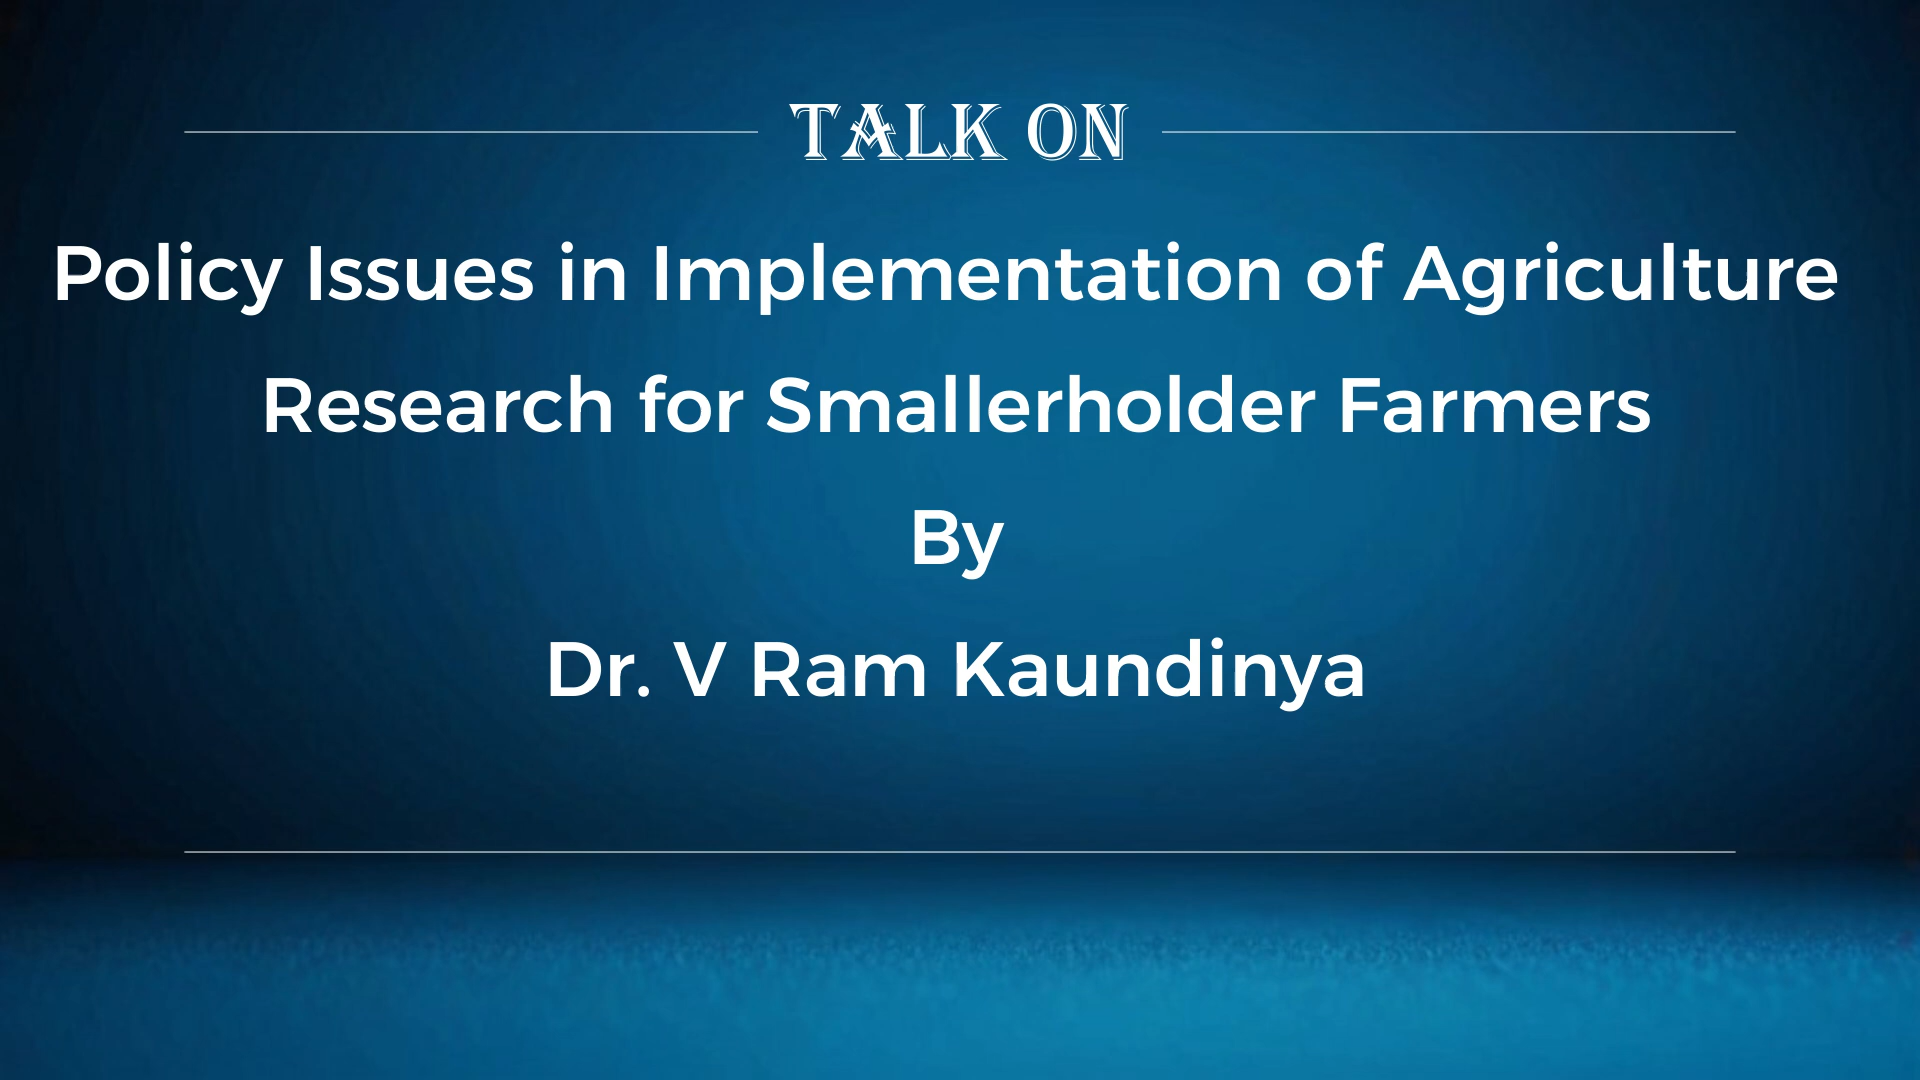 TALK ON
Policy Issues in Implementation of Agriculture
Research for Smallerholder Farmers
By
Dr. V Ram Kaundinya